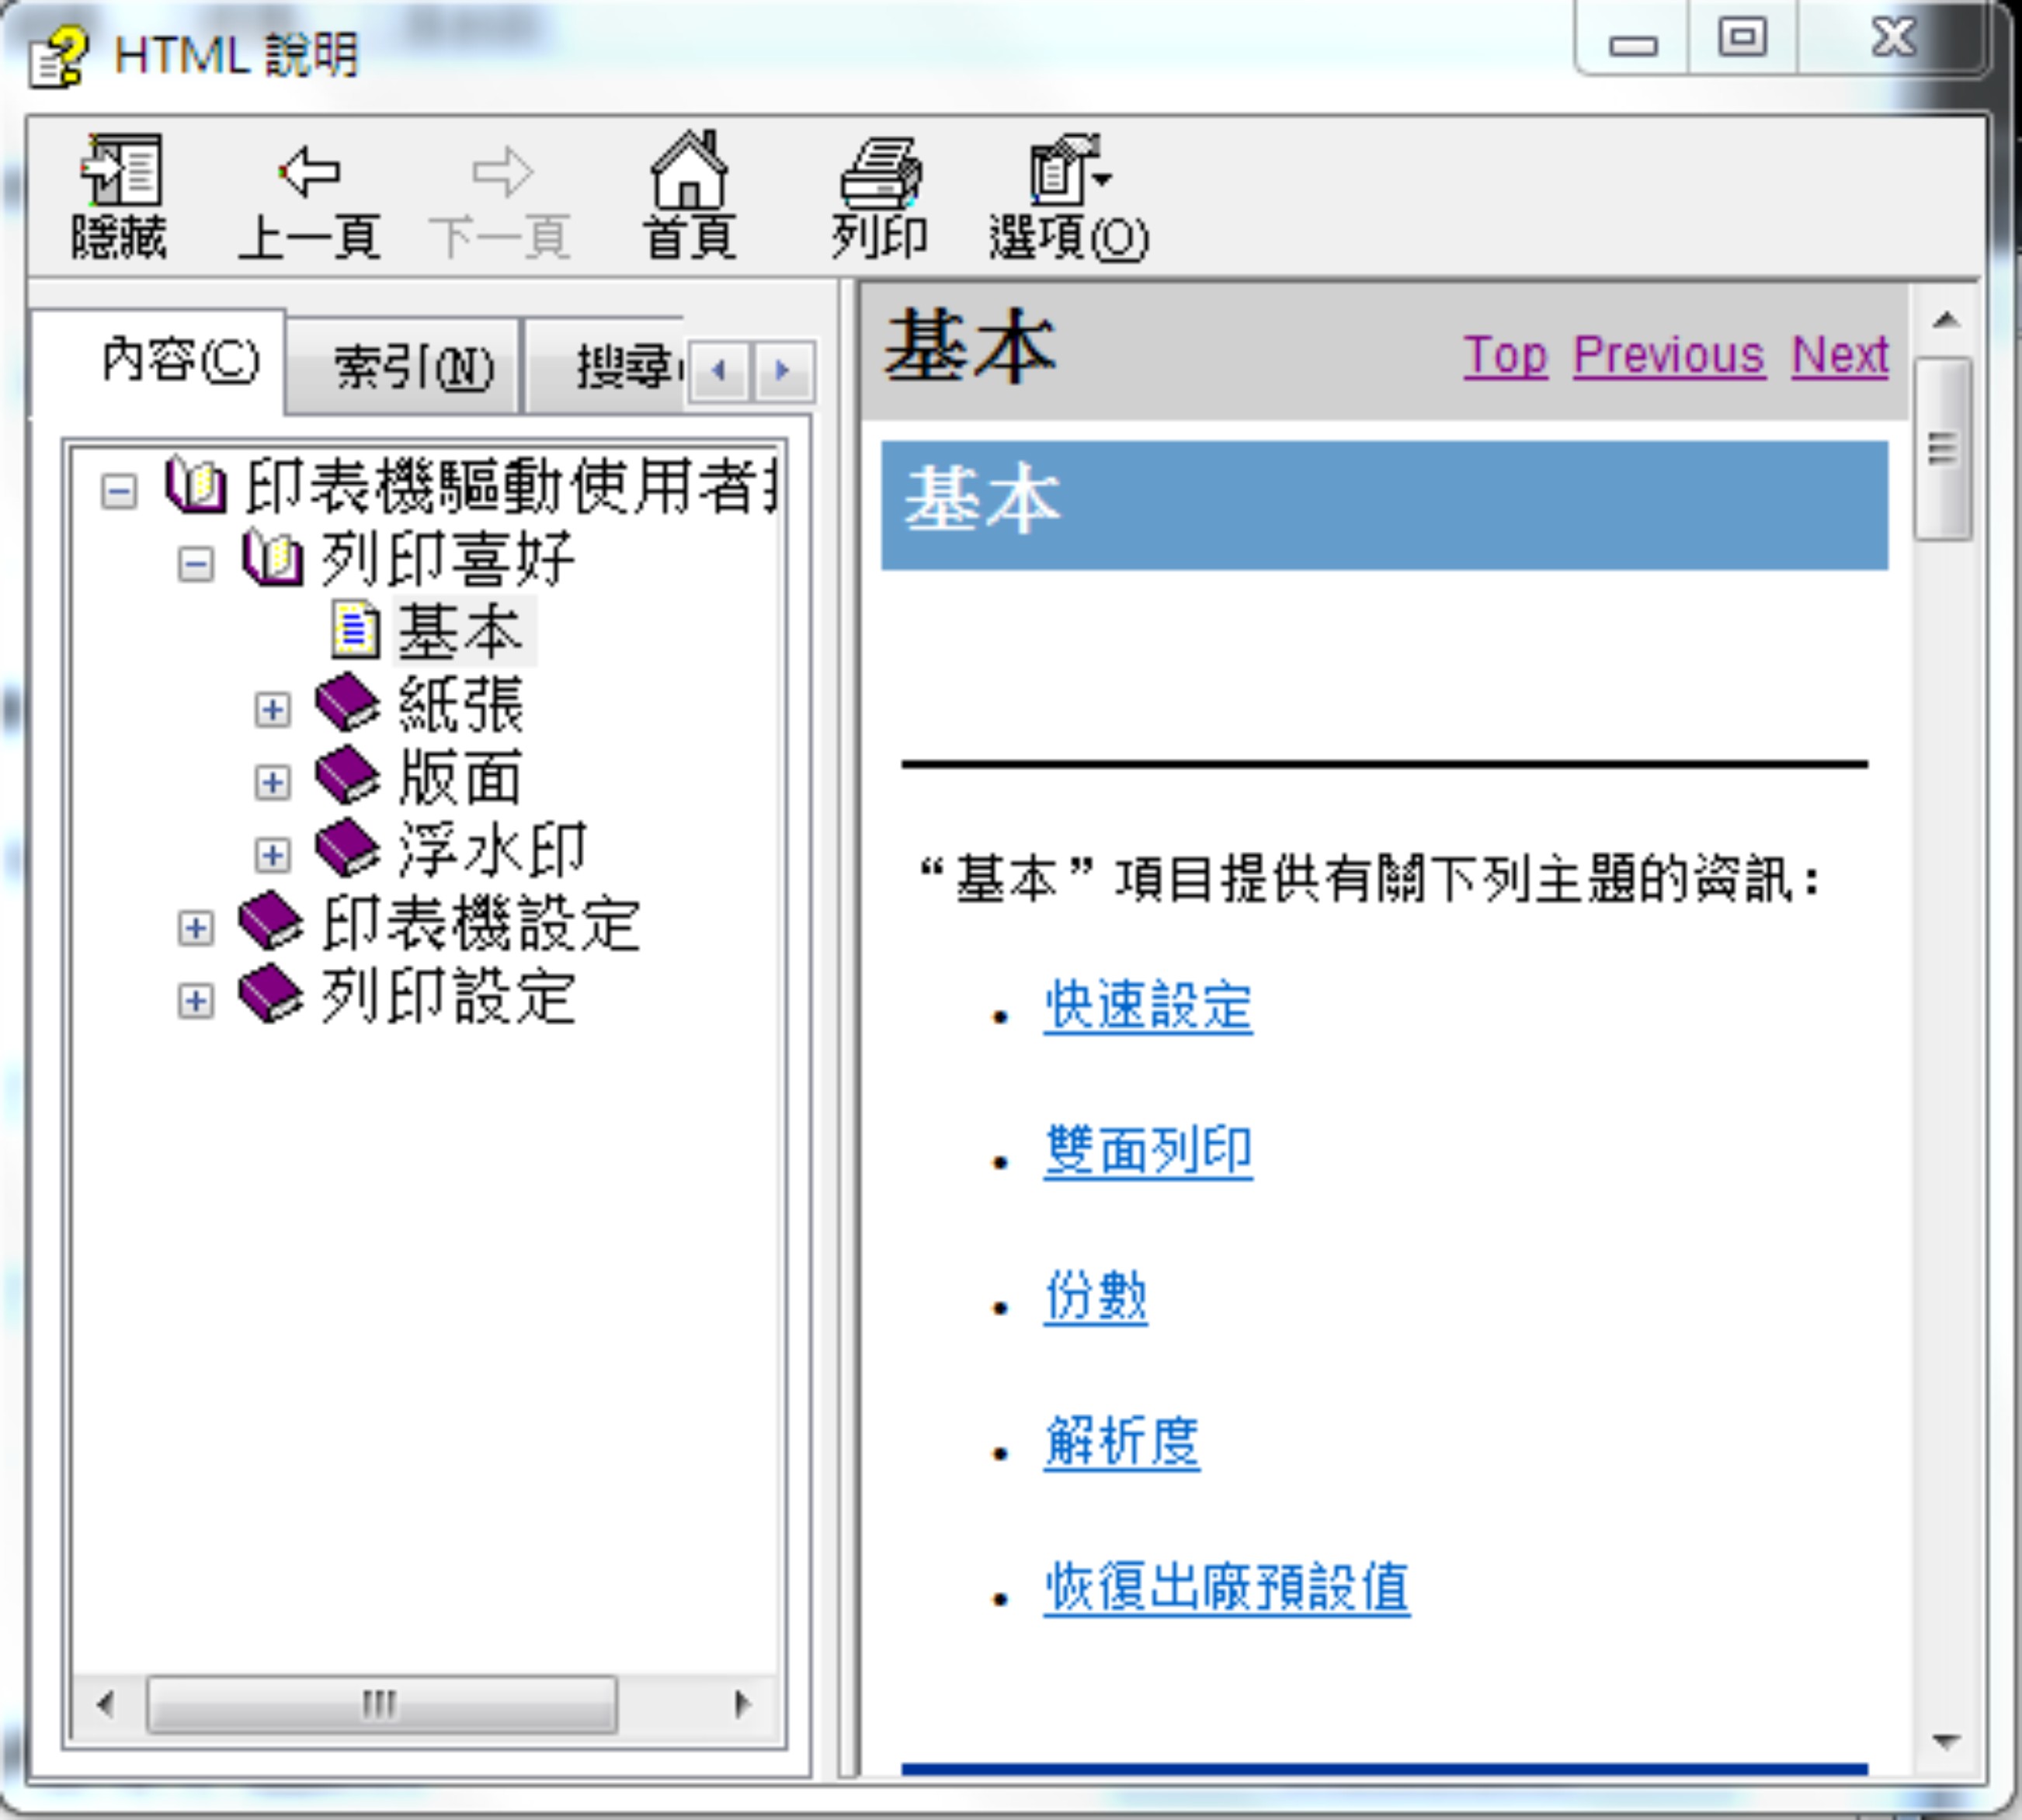 HTML 說明
隱藏 上一頁 下一頁 首頁 列印 選項(O)
內容(C) 索引(N) 搜尋
印表機驅動使用者
列印喜好
基本
紙張
版面
浮水印
印表機設定
列印設定
基本 Top Previous Next
基本
“基本”項目提供有關下列主題的資訊：
• 快速設定
• 雙面列印
• 份數
• 解析度
• 恢復出廠預設值